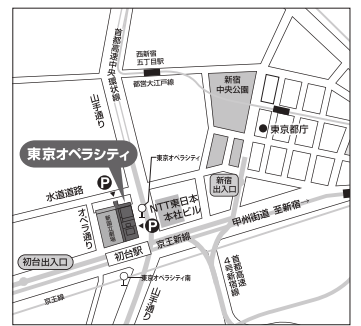 首都高速中央環状線
西新宿
五丁目駅
都営大江戸線
山手通り
新宿
中央公園
東京都庁
東京オペラシティ
東京オペラシティ
P
水道道路
オペラ通り
新国立劇場
P
NTT東日本
本社ビル
新宿
出入口
甲州街道 至新宿→
京王新線
初台駅
初台出入口
東京オペラシティ南
京王線
山手通り
首都高速
4号新宿線